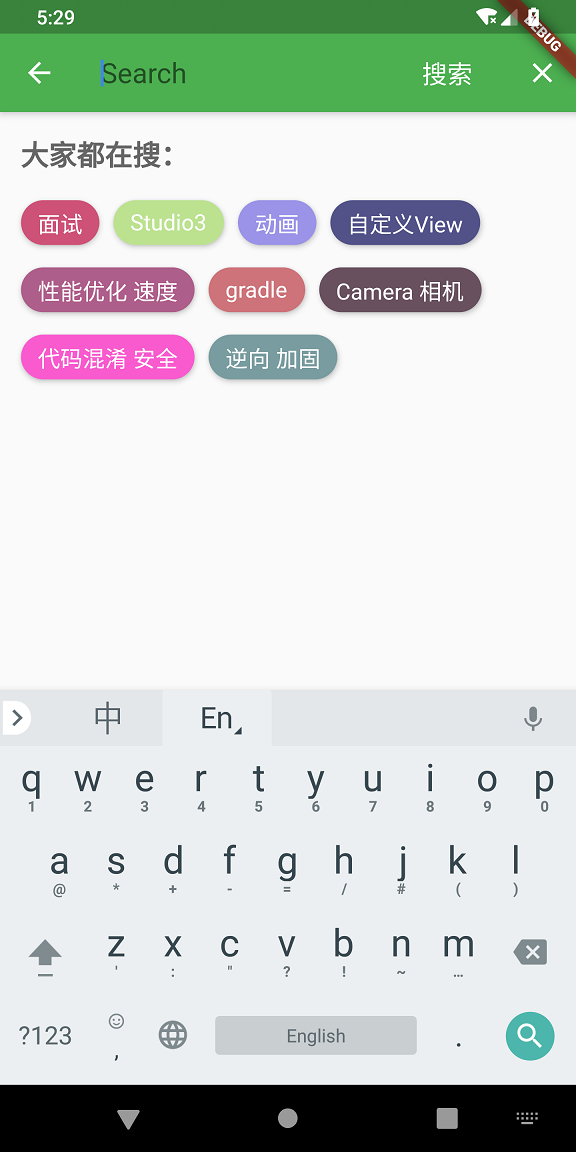 5:29
DEBUG
Search 搜索
大家都在搜：
面试 Studio3 动画 自定义View
性能优化 速度 gradle Camera 相机
代码混淆 安全 逆向 加固
中 En
q w e r t y u i o p
1 2 3 4 5 6 7 8 9 0
a s d f g h j k l
@ * + - = / # ( )
z x c v b n m
' : " ? ! ~ …
?123 , English .